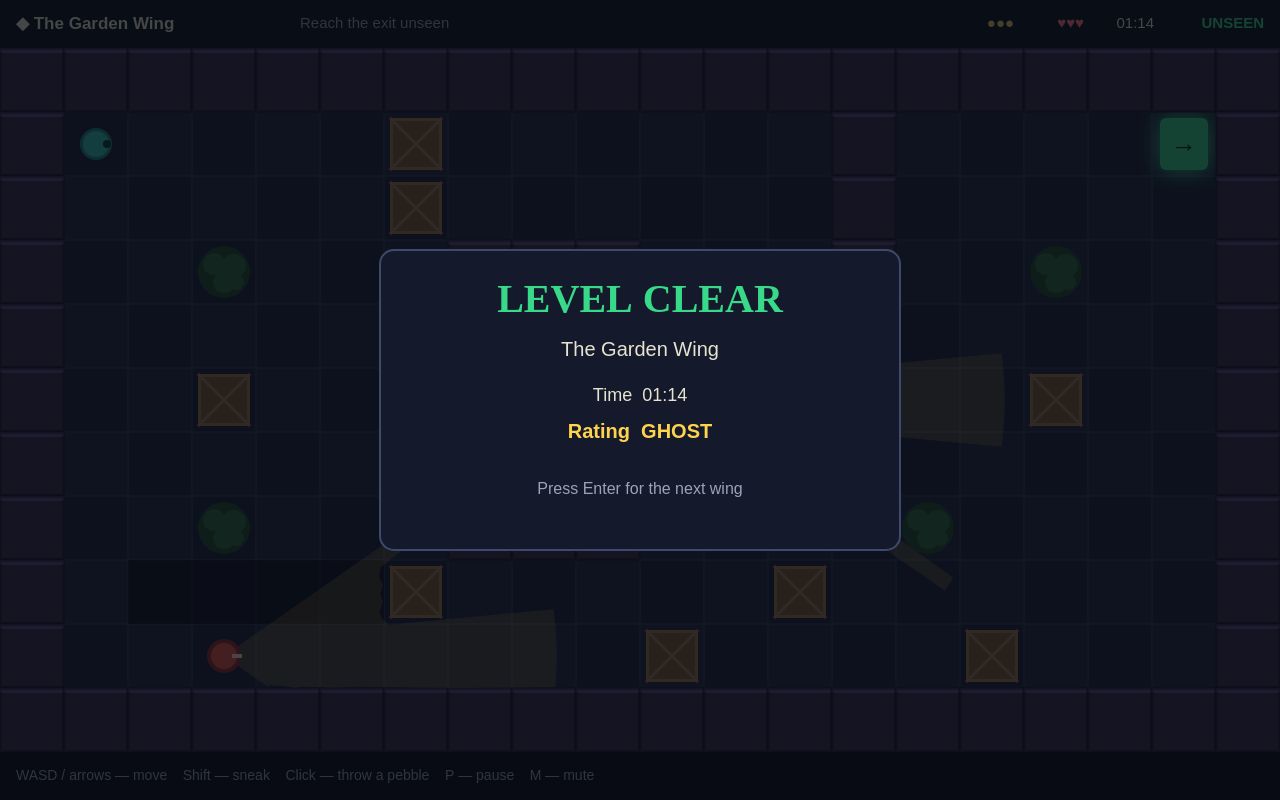 ◆ The Garden Wing
Reach the exit unseen
●●● ♥♥♥ 01:14 UNSEEN
→
LEVEL CLEAR
The Garden Wing
Time 01:14
Rating GHOST
Press Enter for the next wing
WASD / arrows — move Shift — sneak Click — throw a pebble P — pause M — mute